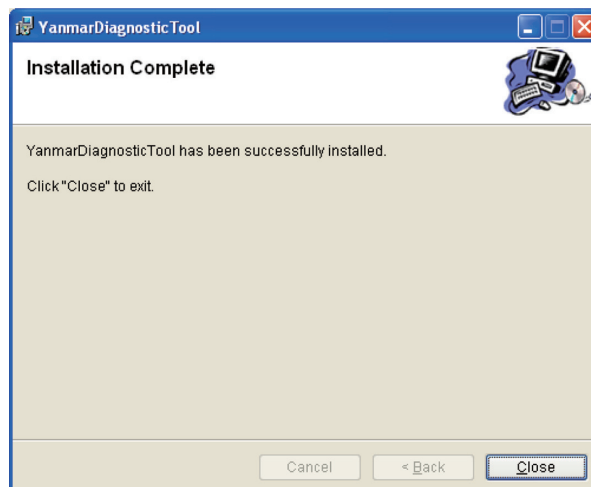 YanmarDiagnosticTool
Installation Complete
YanmarDiagnosticTool has been successfully installed.
Click "Close" to exit.
Cancel
< Back
Close